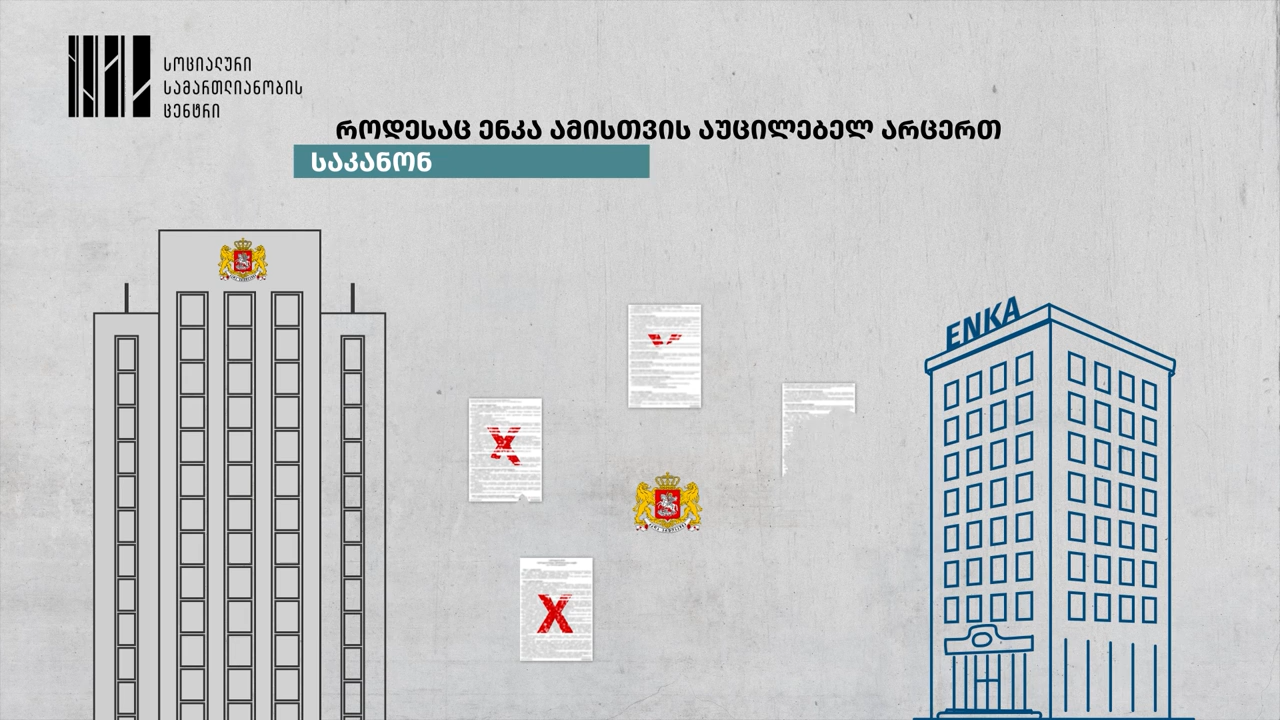 სოციალური
სამართლიანობის
ცენტრი
როდესაც ენკა ამისთვის აუცილებელ არცერთ
საკანონ
ENKA
X
X